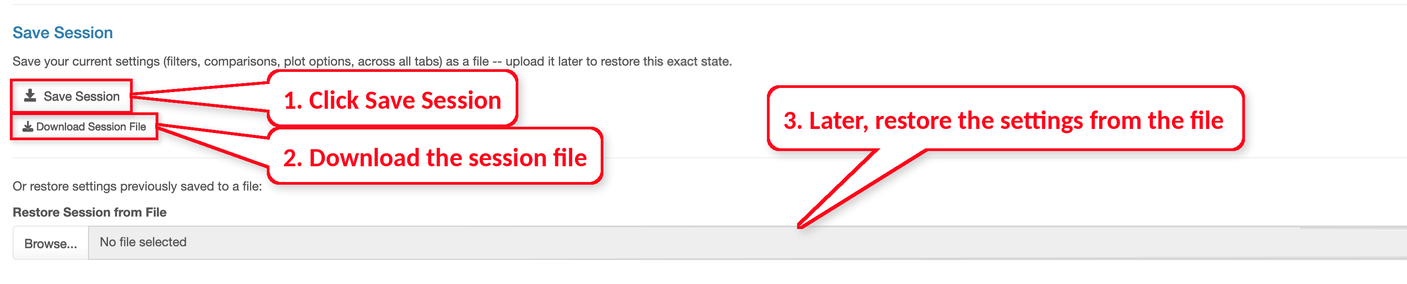 Save Session
Save your current settings (filters, comparisons, plot options, across all tabs) as a file -- upload it later to restore this exact state.
Save Session
1. Click Save Session
3. Later, restore the settings from the file
Download Session File
2. Download the session file
Or restore settings previously saved to a file:
Restore Session from File
Browse... No file selected